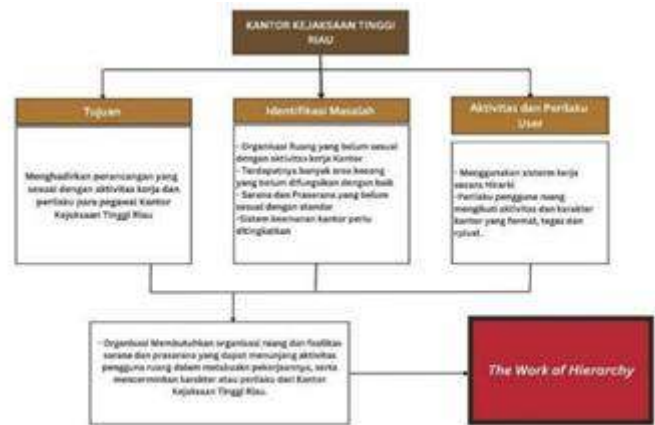 KANTOR KEJAKSAAN TINGGI
RIAU
Tujuan
Menghadirkan perancangan yang
sesuai dengan aktivitas kerja dan
perilaku para pegawai Kantor
Kejaksaan Tinggi Riau
Identifikasi Masalah
- Organisasi Ruang yang belum sesuai
dengan aktivitas kerja Kantor
- Terdapatnya banyak area kosong
yang belum difungsikan dengan baik
- Sarana dan Prasarana yang belum
sesuai dengan standar
- Sistem keamanan kantor perlu
ditingkatkan
Aktivitas dan Perilaku
User
- Menggunakan sistem kerja
secara Hirarki
- Perilaku pengguna ruang
mengikuti aktivitas dan karakter
kantor yang formal, tegas dan
- Organisasi Membutuhkan organisasi ruang dan fasilitas
sarana dan prasarana yang dapat menunjang aktivitas
pengguna ruang dalam melakukan pekerjaannya, serta
mencerminkan karakter atau perilaku dari Kantor
Kejaksaan Tinggi Riau.
The Work of Hierarchy